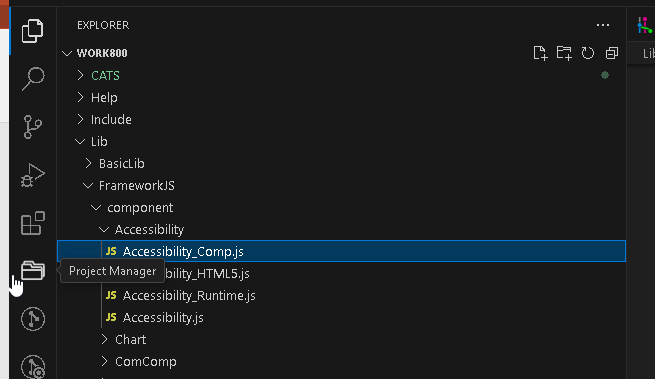 EXPLORER
WORK800
CATS
Help
Include
Lib
BasicLib
FrameworkJS
component
Accessibility
JS Accessibility_Comp.js
Project Manager
bility_HTML5.js
JS Accessibility_Runtime.js
JS Accessibility.js
Chart
ComComp
Lib